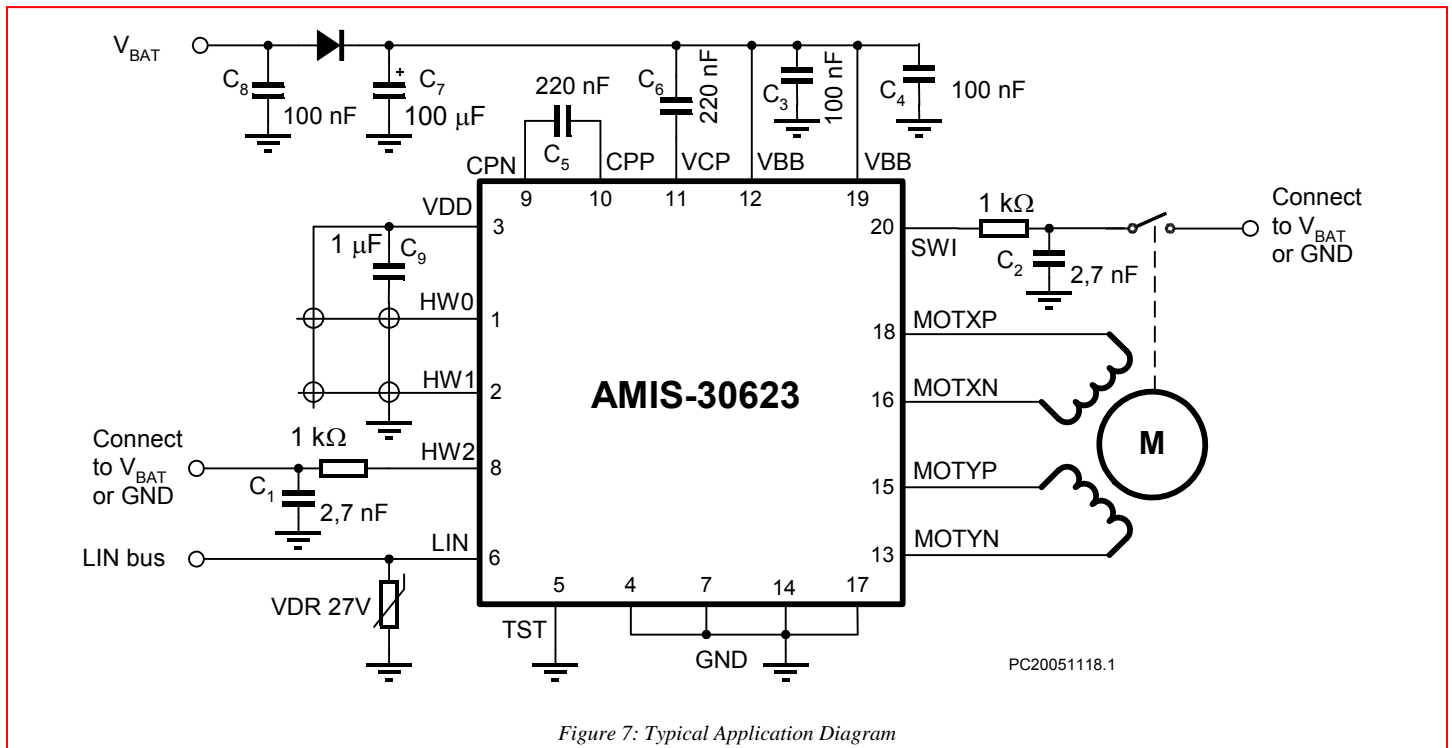 VBAT
C8
100 nF
C7
+
100 µF
220 nF
C5
C6
220 nF
C3
100 nF
C4
100 nF
CPN
CPP
VCP
VBB
VBB
9
10
11
12
19
VDD
3
1 µF
C9
HW0
1
HW1
2
Connect
to VBAT
or GND
1 kΩ
HW2
8
C1
2,7 nF
LIN bus
LIN
6
VDR 27V
AMIS-30623
20
SWI
1 kΩ
C2
2,7 nF
Connect
to VBAT
or GND
18
MOTXP
16
MOTXN
M
15
MOTYP
13
MOTYN
5
4
7
14
17
TST
GND
PC20051118.1
Figure 7: Typical Application Diagram